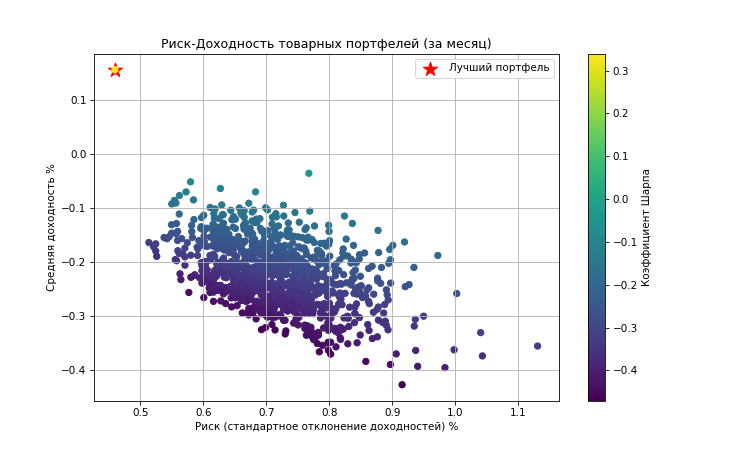 Риск-Доходность товарных портфелей (за месяц)
Лучший портфель
0.1
0.0
−0.1
−0.2
−0.3
−0.4
Средняя доходность %
0.5 0.6 0.7 0.8 0.9 1.0 1.1
Риск (стандартное отклонение доходностей) %
0.3
0.2
0.1
0.0
−0.1
−0.2
−0.3
−0.4
Коэффициент Шарпа